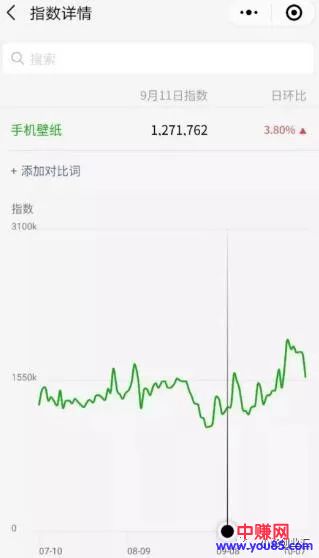 指数详情
搜索
9月11日指数 日环比
手机壁纸 1,271,762 3.80% ▲
+ 添加对比词
指数
3100k
1550k
0
07-10 08-09 09-08 10-07
中赚网
www.you85.com